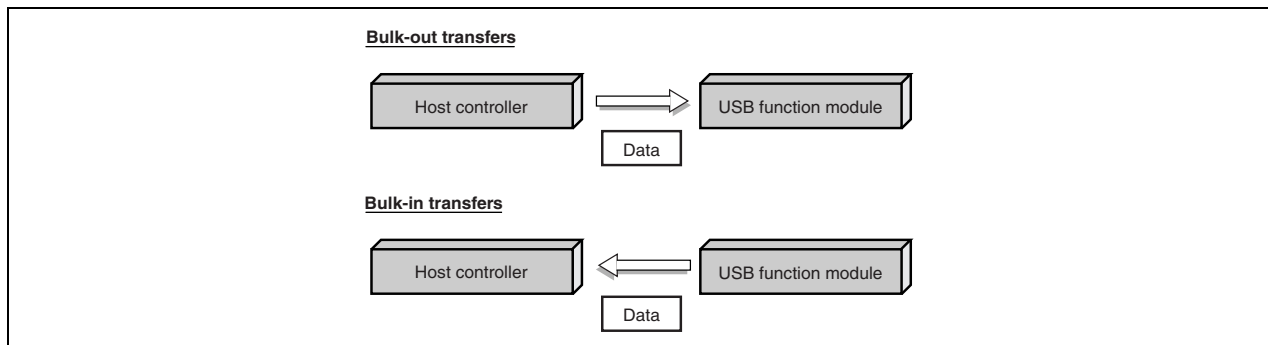 Bulk-out transfers
Host controller
USB function module
Data
Bulk-in transfers
Host controller
USB function module
Data